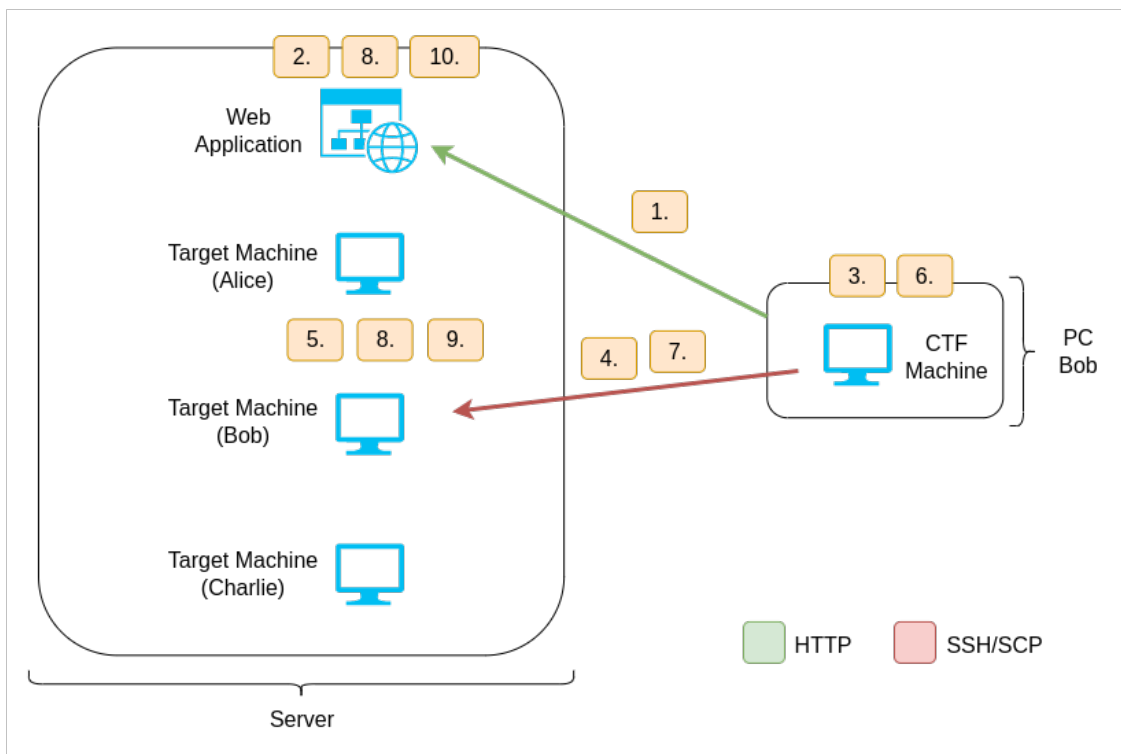 2. 8. 10.
Web
Application
1.
Target Machine
(Alice)
3. 6.
5. 8. 9.
4. 7.
CTF
Machine
PC
Bob
Target Machine
(Bob)
Target Machine
(Charlie)
HTTP SSH/SCP
Server